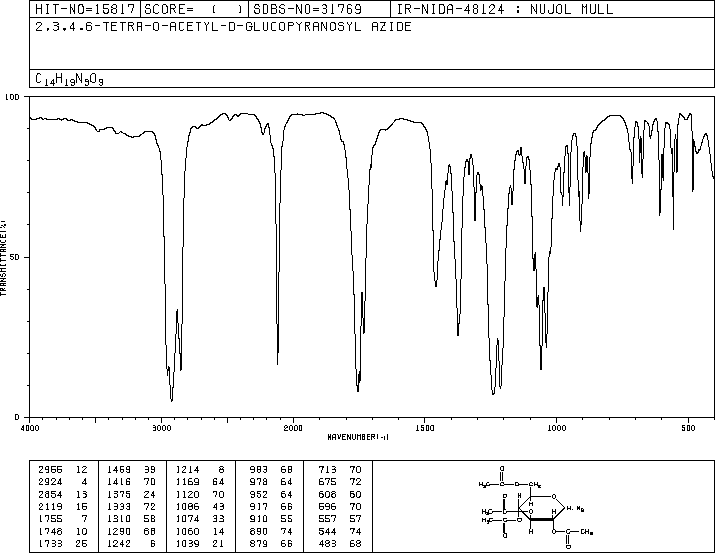 HIT-NO=15817 SCORE= ( ) SDBS-NO=31769 IR-NIDA-48124 : NUJOL MULL
2,3,4,6-TETRA-O-ACETYL-D-GLUCOPYRANOSYL AZIDE
C14H19N3O9
100
50
0
TRANSMITTANCE(%)
4000 3000 2000 1500 1000 500
WAVENUMBER(-1)
2955 12 1459 39 1214 8 983 68 713 70
2924 4 1416 70 1169 64 978 64 675 72
2854 13 1375 24 1120 70 952 64 608 60
2119 15 1333 72 1086 43 917 66 596 70
1755 7 1310 58 1074 33 910 55 557 57
1748 10 1290 68 1060 14 890 74 544 74
1733 25 1242 6 1039 21 879 66 483 68